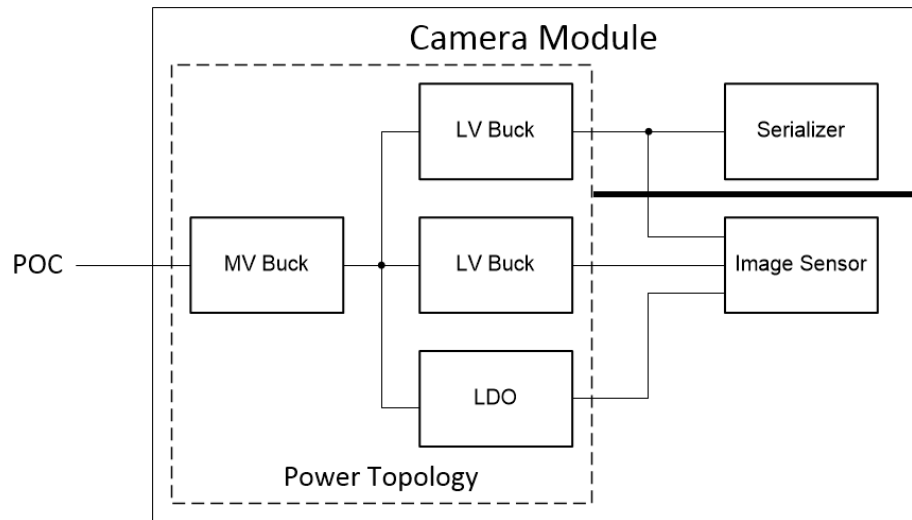 Camera Module
LV Buck
Serializer
POC
MV Buck
LV Buck
Image Sensor
LDO
Power Topology